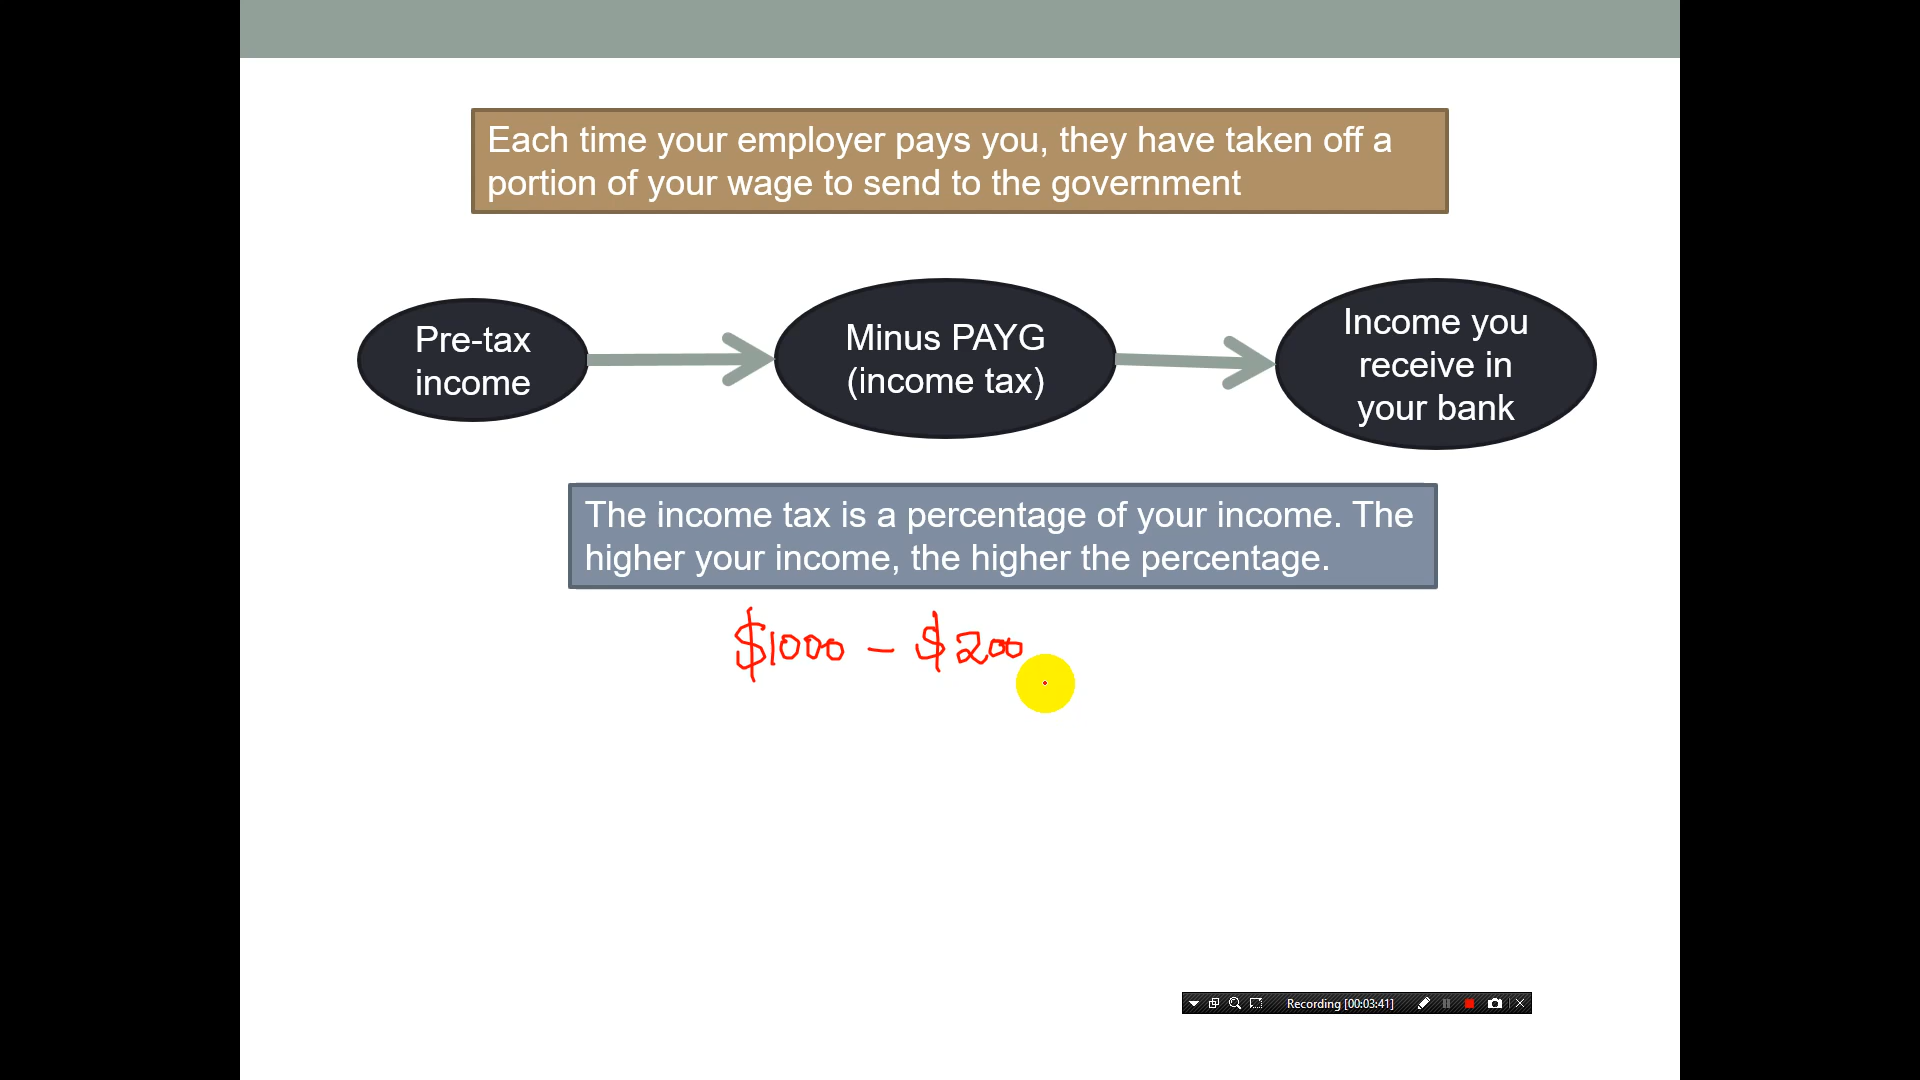 Each time your employer pays you, they have taken off a
portion of your wage to send to the government
Pre-tax
income
Minus PAYG
(income tax)
Income you
receive in
your bank
The income tax is a percentage of your income. The
higher your income, the higher the percentage.
$1000 - $200
Recording [00:03:41]